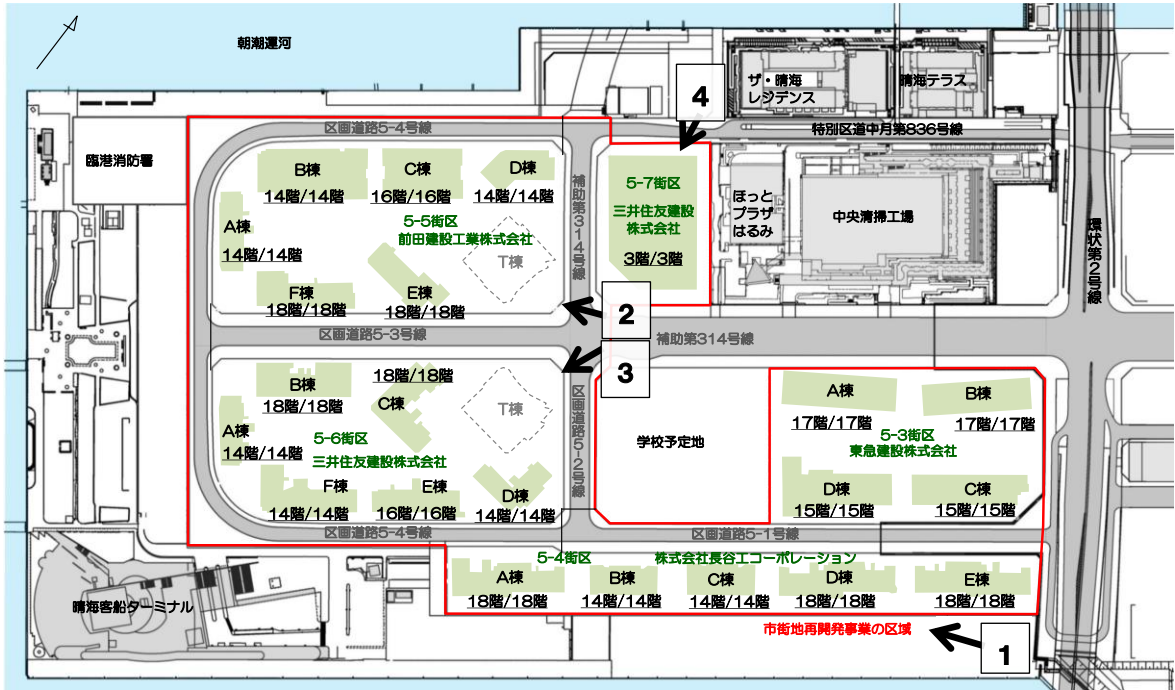 朝潮運河
ザ・晴海
レジデンス
晴海テラス
4
区画道路5-4号線
特別区道中月第836号線
臨港消防署
B棟
14階/14階
C棟
16階/16階
D棟
14階/14階
A棟
14階/14階
5-5街区
前田建設工業株式会社
T棟
F棟
18階/18階
E棟
18階/18階
補助第314号線
5-7街区
三井住友建設
株式会社
3階/3階
ほっと
プラザ
はるみ
中央清掃工場
環状第2号線
2
区画道路5-3号線
補助第314号線
3
B棟
18階/18階
18階/18階
C棟
T棟
A棟
14階/14階
5-6街区
三井住友建設株式会社
F棟
14階/14階
E棟
16階/16階
D棟
14階/14階
区画道路5-2号線
学校予定地
A棟
17階/17階
B棟
17階/17階
5-3街区
東急建設株式会社
D棟
15階/15階
C棟
15階/15階
区画道路5-4号線
区画道路5-1号線
5-4街区
株式会社長谷工コーポレーション
A棟
18階/18階
B棟
14階/14階
C棟
14階/14階
D棟
18階/18階
E棟
18階/18階
晴海客船ターミナル
市街地再開発事業の区域
1